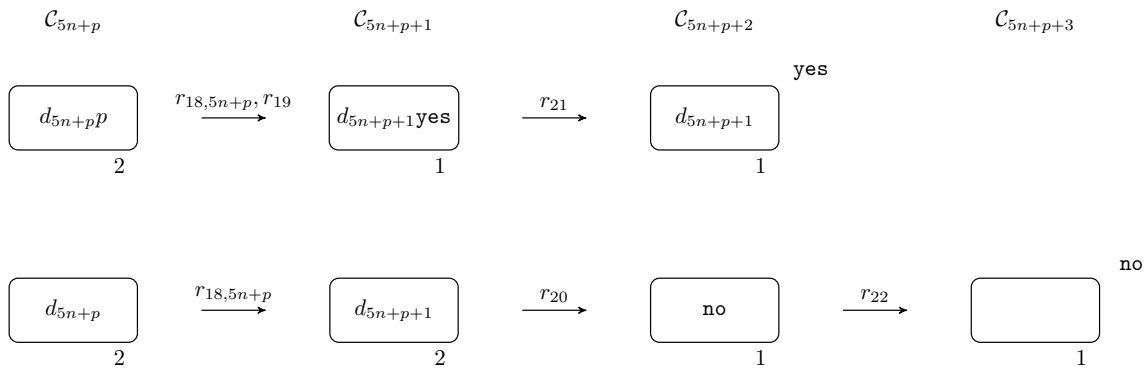 𝒞₅ₙ₊ₚ 𝒞₅ₙ₊ₚ₊₁ 𝒞₅ₙ₊ₚ₊₂ 𝒞₅ₙ₊ₚ₊₃
yes
d₅ₙ₊ₚp r₁₈,₅ₙ₊ₚ, r₁₉ d₅ₙ₊ₚ₊₁yes r₂₁ d₅ₙ₊ₚ₊₁
2 1 1
no
d₅ₙ₊ₚ r₁₈,₅ₙ₊ₚ d₅ₙ₊ₚ₊₁ r₂₀ no r₂₂
2 2 1 1